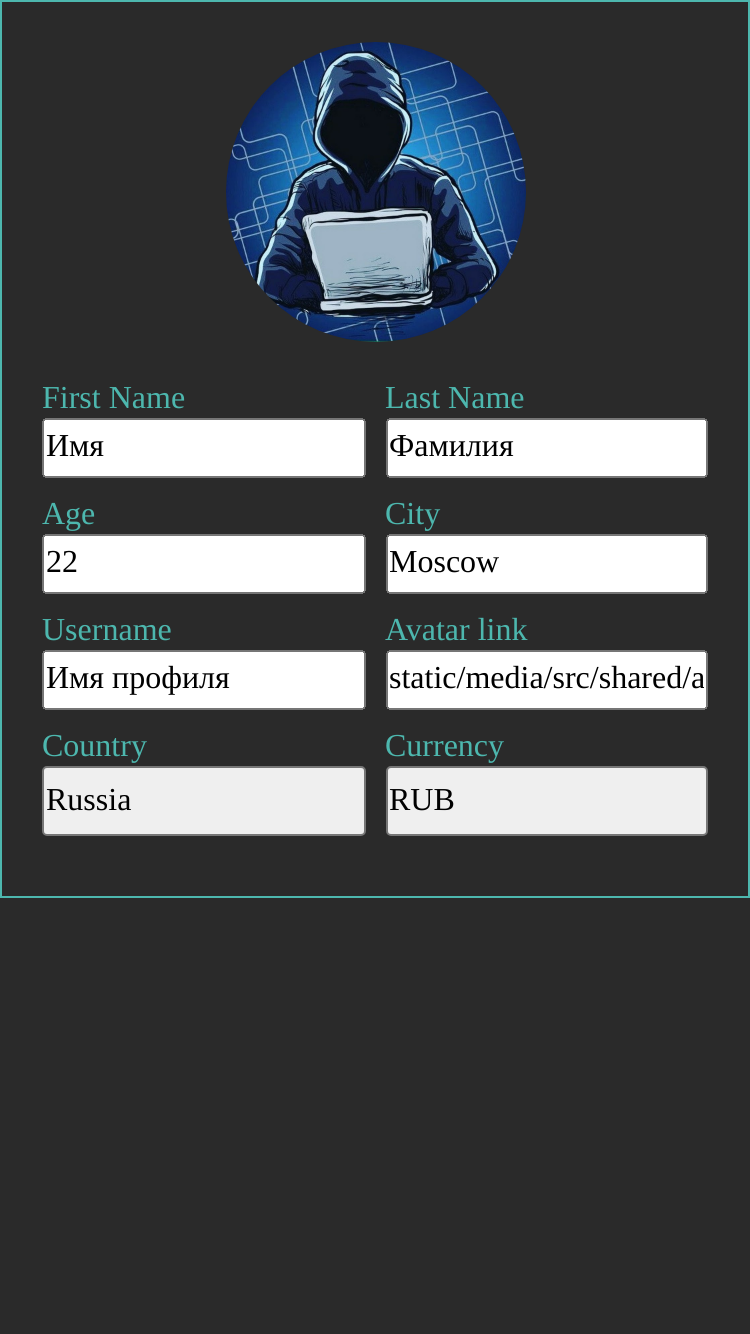 First Name Last Name
Имя Фамилия
Age City
22 Moscow
Username Avatar link
Имя профиля static/media/src/shared/a
Country Currency
Russia RUB